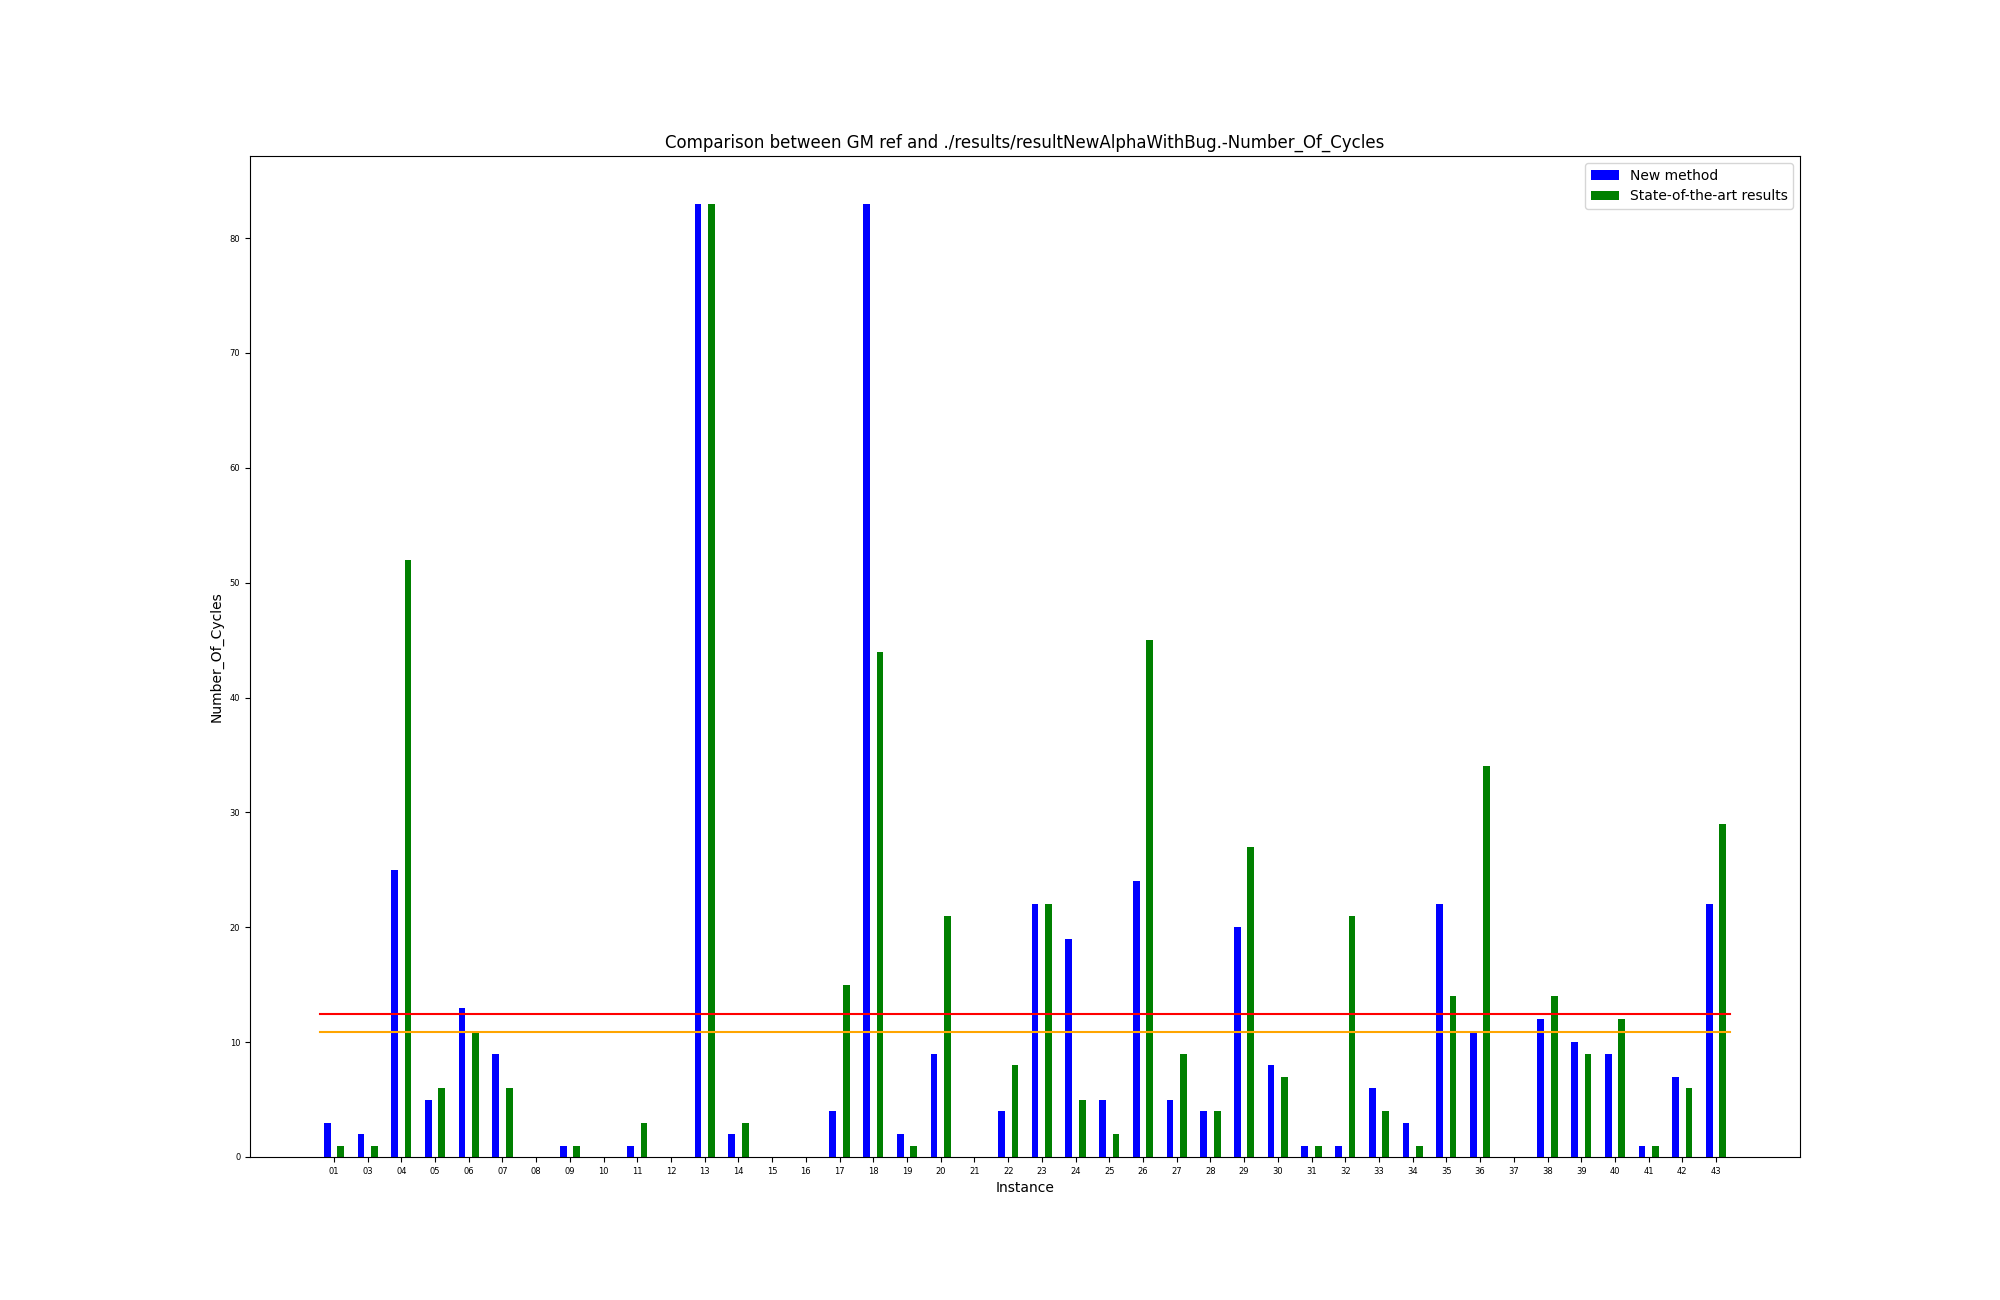 Comparison between GM ref and ./results/resultNewAlphaWithBug.-Number_Of_Cycles
New method
State-of-the-art results
80
70
60
50
40
30
20
10
0
Number_Of_Cycles
01 03 04 05 06 07 08 09 10 11 12 13 14 15 16 17 18 19 20 21 22 23 24 25 26 27 28 29 30 31 32 33 34 35 36 37 38 39 40 41 42 43
Instance